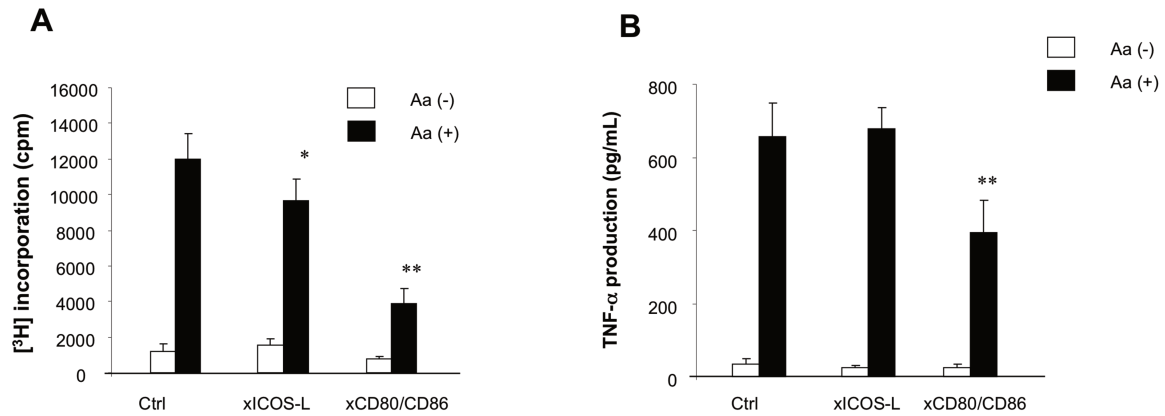 A
[³H] incorporation (cpm)
16000
14000
12000
10000
8000
6000
4000
2000
0
Aa (-)
Aa (+)
*
**
Ctrl
xICOS-L
xCD80/CD86
B
TNF-α production (pg/mL)
800
600
400
200
0
Aa (-)
Aa (+)
**
Ctrl
xICOS-L
xCD80/CD86